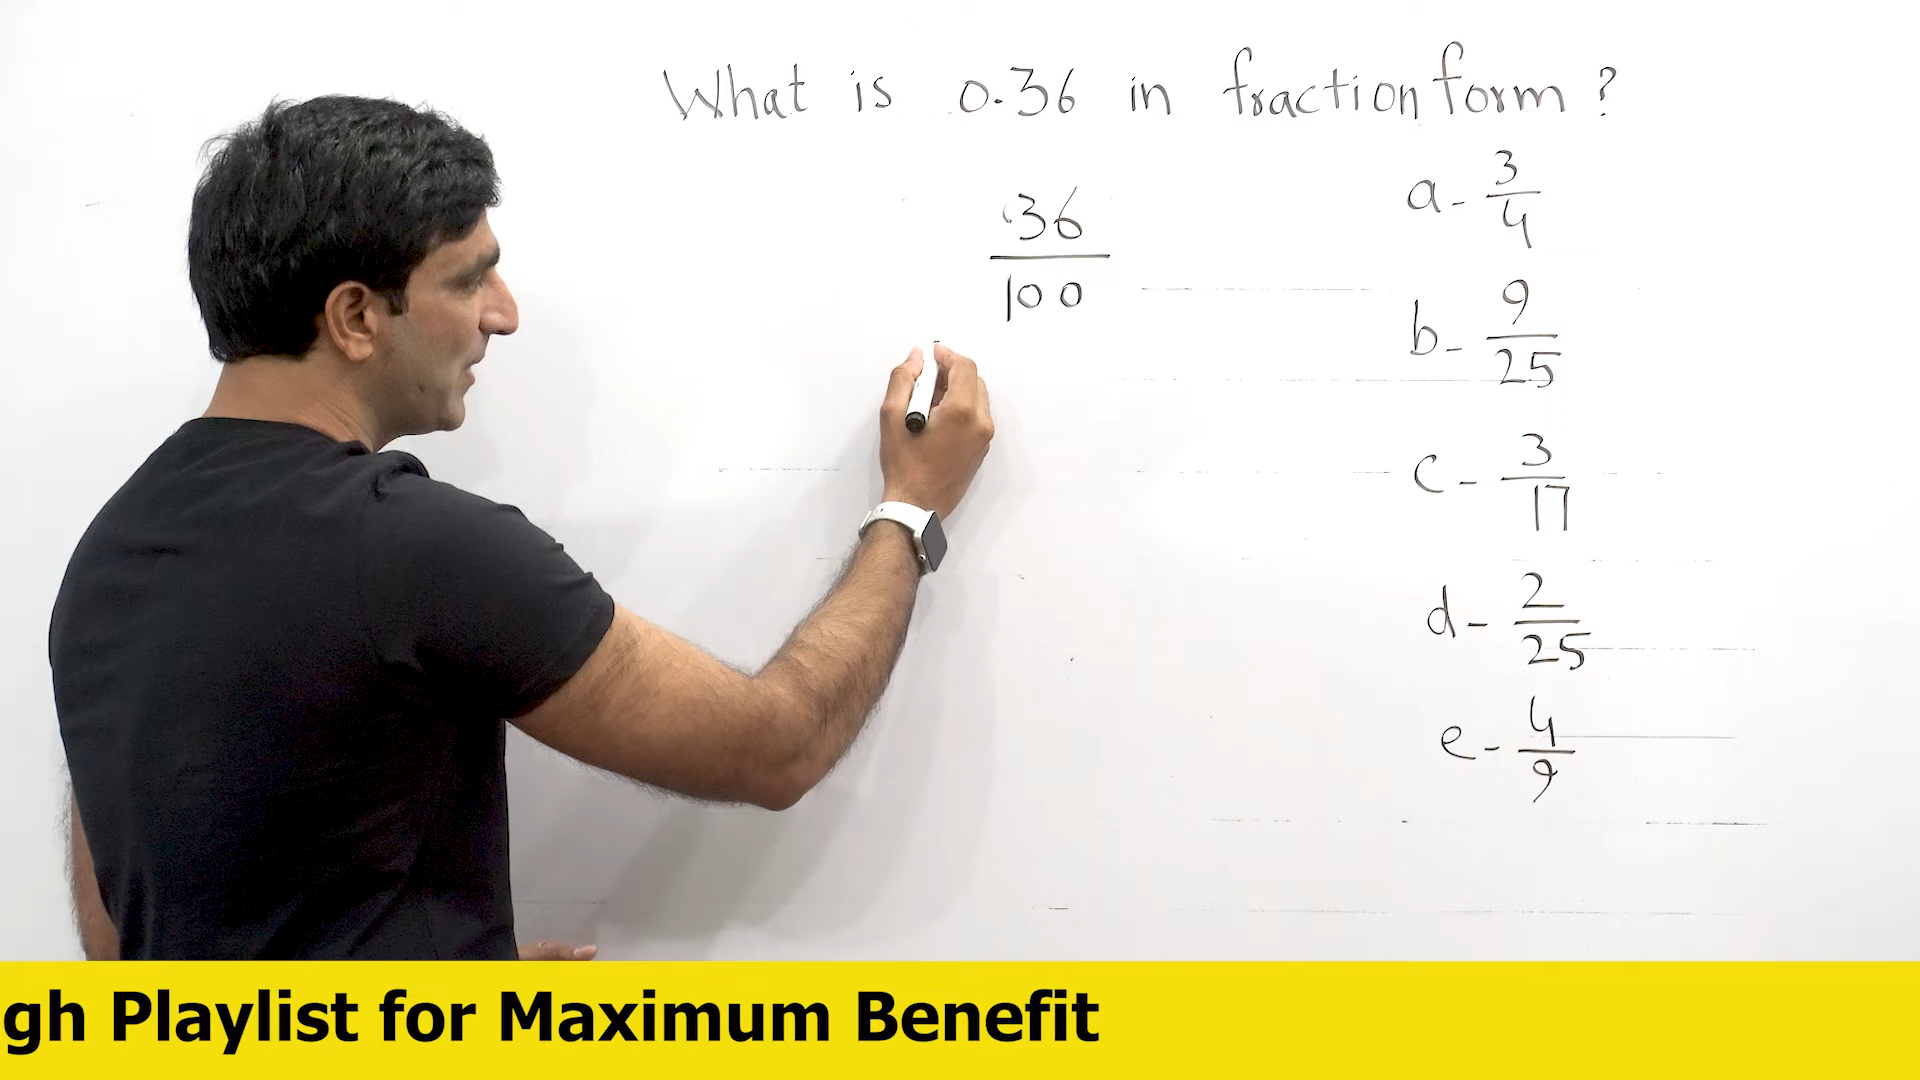 What is 0.36 in fraction form?
36
100
a- 3/4
b- 9/25
c- 3/17
d- 2/25
e- 4/9
gh Playlist for Maximum Benefit